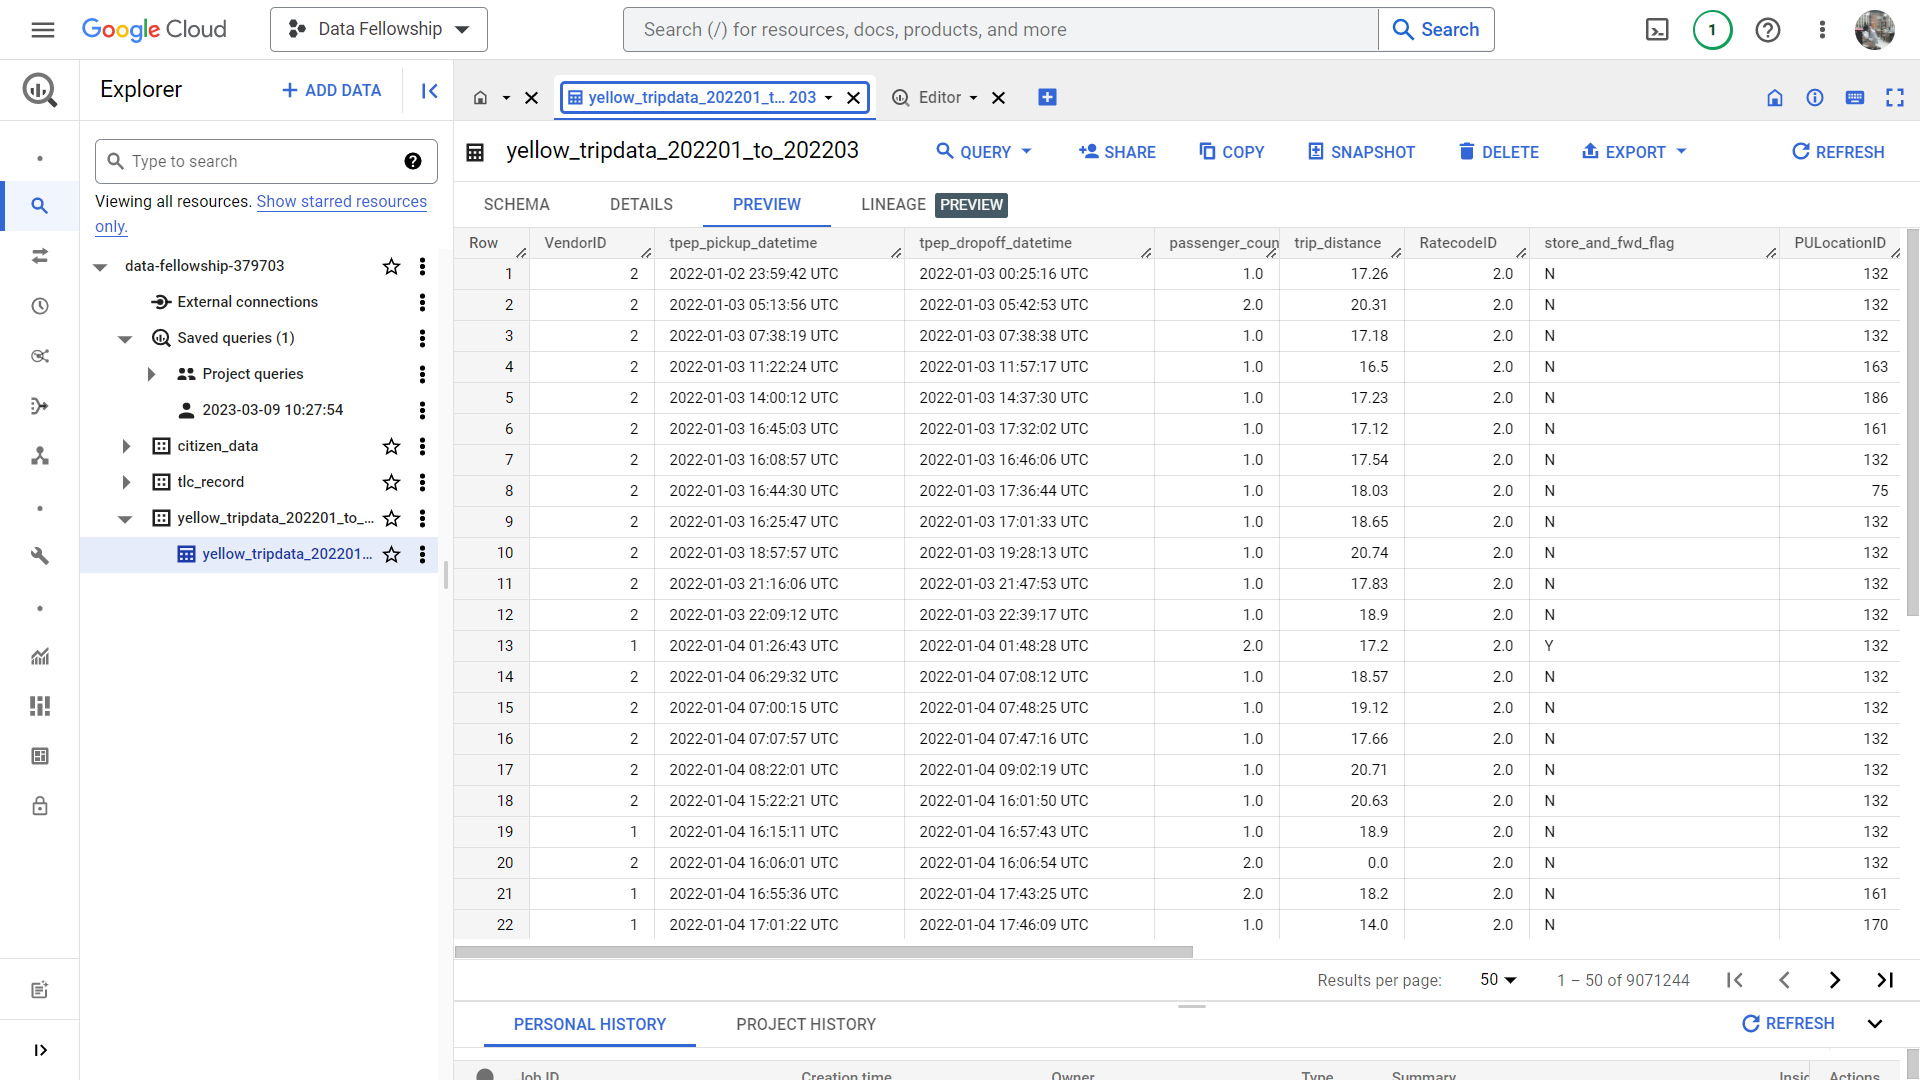 Google Cloud
Data Fellowship
Search (/) for resources, docs, products, and more
Search
1
Explorer
ADD DATA
yellow_tripdata_202201_t... 203
Editor
Type to search
Viewing all resources. Show starred resources
only.
data-fellowship-379703
External connections
Saved queries (1)
Project queries
2023-03-09 10:27:54
citizen_data
tlc_record
yellow_tripdata_202201_to_...
yellow_tripdata_202201...
yellow_tripdata_202201_to_202203
QUERY SHARE COPY SNAPSHOT DELETE EXPORT REFRESH
SCHEMA DETAILS PREVIEW LINEAGE PREVIEW
Row VendorID tpep_pickup_datetime tpep_dropoff_datetime passenger_coun trip_distance RatecodeID store_and_fwd_flag PULocationID
1 2 2022-01-02 23:59:42 UTC 2022-01-03 00:25:16 UTC 1.0 17.26 2.0 N 132
2 2 2022-01-03 05:13:56 UTC 2022-01-03 05:42:53 UTC 2.0 20.31 2.0 N 132
3 2 2022-01-03 07:38:19 UTC 2022-01-03 07:38:38 UTC 1.0 17.18 2.0 N 132
4 2 2022-01-03 11:22:24 UTC 2022-01-03 11:57:17 UTC 1.0 16.5 2.0 N 163
5 2 2022-01-03 14:00:12 UTC 2022-01-03 14:37:30 UTC 1.0 17.23 2.0 N 186
6 2 2022-01-03 16:45:03 UTC 2022-01-03 17:32:02 UTC 1.0 17.12 2.0 N 161
7 2 2022-01-03 16:08:57 UTC 2022-01-03 16:46:06 UTC 1.0 17.54 2.0 N 132
8 2 2022-01-03 16:44:30 UTC 2022-01-03 17:36:44 UTC 1.0 18.03 2.0 N 75
9 2 2022-01-03 16:25:47 UTC 2022-01-03 17:01:33 UTC 1.0 18.65 2.0 N 132
10 2 2022-01-03 18:57:57 UTC 2022-01-03 19:28:13 UTC 1.0 20.74 2.0 N 132
11 2 2022-01-03 21:16:06 UTC 2022-01-03 21:47:53 UTC 1.0 17.83 2.0 N 132
12 2 2022-01-03 22:09:12 UTC 2022-01-03 22:39:17 UTC 1.0 18.9 2.0 N 132
13 1 2022-01-04 01:26:43 UTC 2022-01-04 01:48:28 UTC 2.0 17.2 2.0 Y 132
14 2 2022-01-04 06:29:32 UTC 2022-01-04 07:08:12 UTC 1.0 18.57 2.0 N 132
15 2 2022-01-04 07:00:15 UTC 2022-01-04 07:48:25 UTC 1.0 19.12 2.0 N 132
16 2 2022-01-04 07:07:57 UTC 2022-01-04 07:47:16 UTC 1.0 17.66 2.0 N 132
17 2 2022-01-04 08:22:01 UTC 2022-01-04 09:02:19 UTC 1.0 20.71 2.0 N 132
18 2 2022-01-04 15:22:21 UTC 2022-01-04 16:01:50 UTC 1.0 20.63 2.0 N 132
19 1 2022-01-04 16:15:11 UTC 2022-01-04 16:57:43 UTC 1.0 18.9 2.0 N 132
20 2 2022-01-04 16:06:01 UTC 2022-01-04 16:06:54 UTC 2.0 0.0 2.0 N 132
21 1 2022-01-04 16:55:36 UTC 2022-01-04 17:43:25 UTC 2.0 18.2 2.0 N 161
22 1 2022-01-04 17:01:22 UTC 2022-01-04 17:46:09 UTC 1.0 14.0 2.0 N 170
Results per page: 50 1 – 50 of 9071244
PERSONAL HISTORY PROJECT HISTORY REFRESH
Job ID Creation time Owner Type Summary Actions